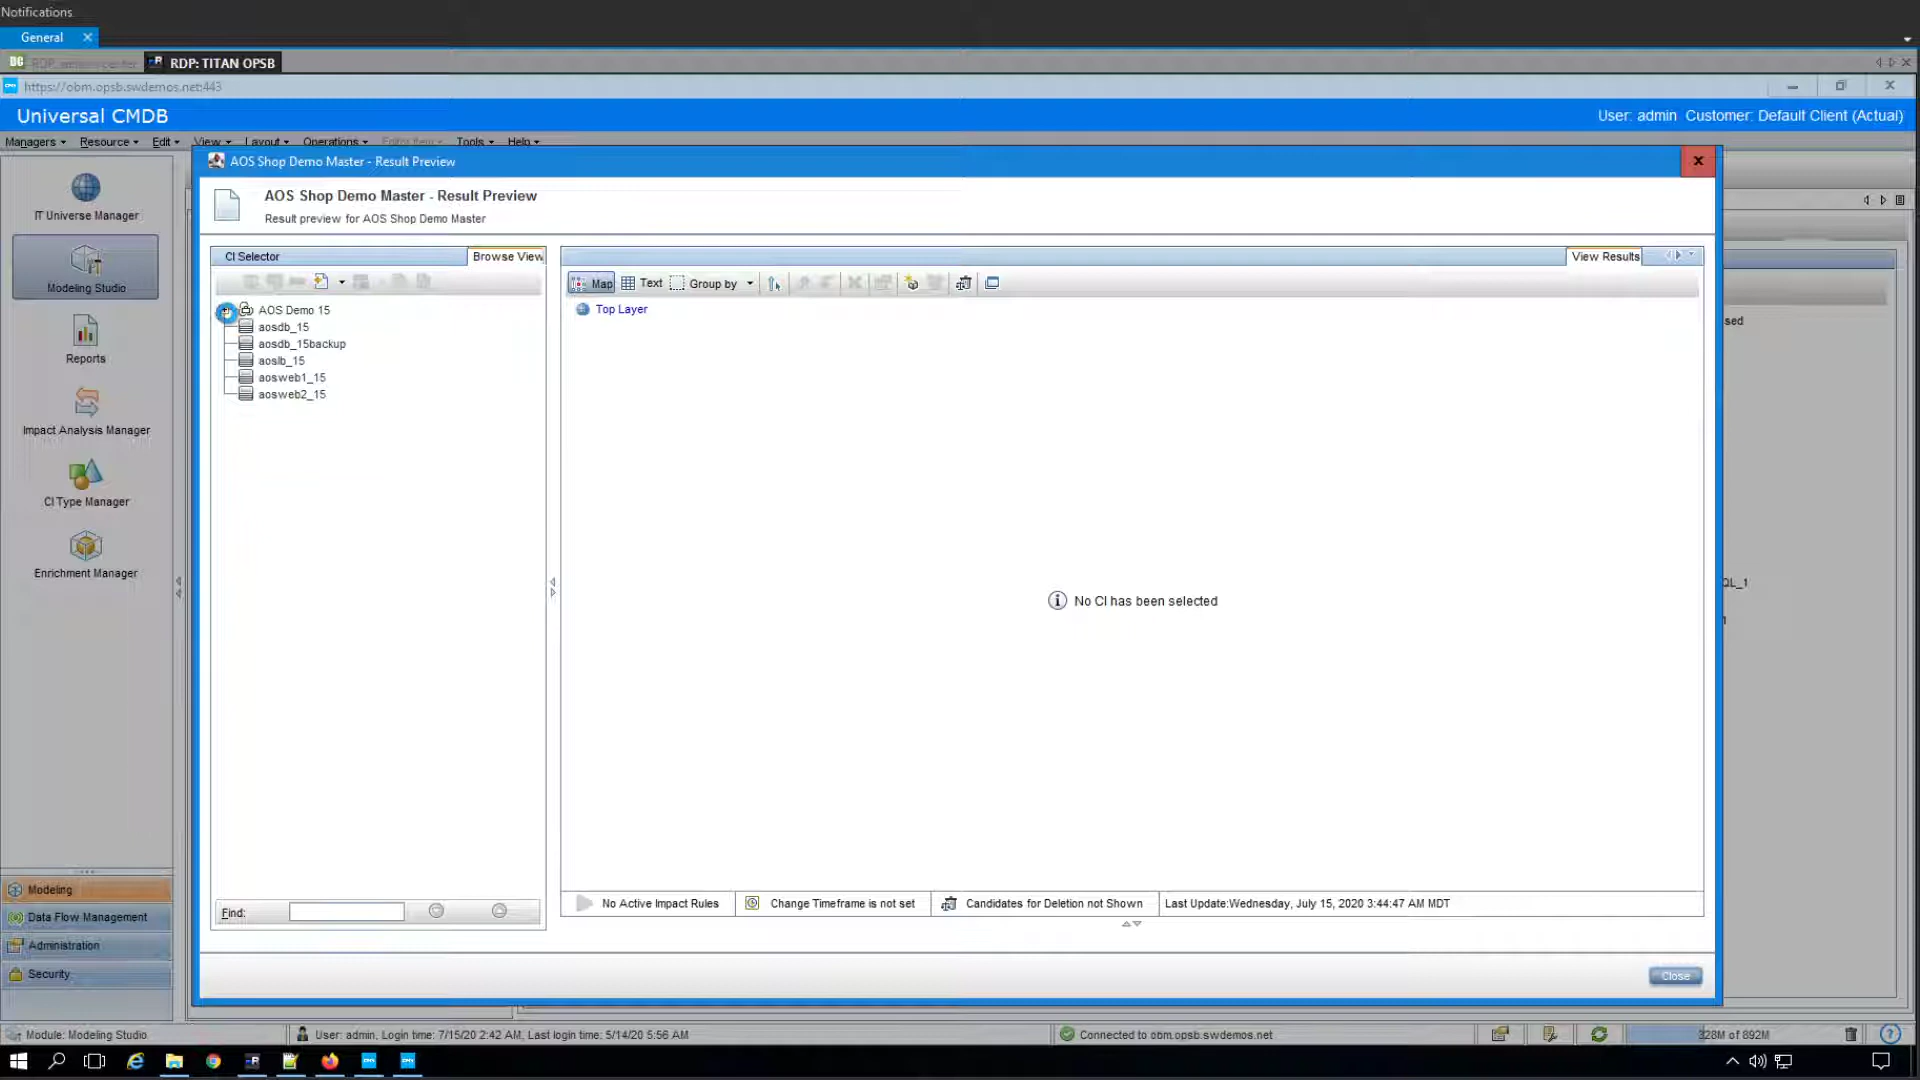 Notifications
General
RDP: TITAN OPSB
https://obm.opsb.swdemos.net:443
Universal CMDB
User: admin Customer: Default Client (Actual)
Managers Resource Edit View Layout Operations Tools Help
AOS Shop Demo Master - Result Preview
AOS Shop Demo Master - Result Preview
Result preview for AOS Shop Demo Master
IT Universe Manager
Modeling Studio
Reports
Impact Analysis Manager
CI Type Manager
Enrichment Manager
CI Selector
Browse View
AOS Demo 15
aosdb_15
aosdb_15backup
aoslb_15
aosweb1_15
aosweb2_15
View Results
Map Text Group by
Top Layer
sed
QL_1
No CI has been selected
Find:
No Active Impact Rules
Change Timeframe is not set
Candidates for Deletion not Shown
Last Update:Wednesday, July 15, 2020 3:44:47 AM MDT
Close
Modeling
Data Flow Management
Administration
Security
Module: Modeling Studio
User: admin, Login time: 7/15/20 2:42 AM, Last login time: 5/14/20 5:56 AM
Connected to obm.opsb.swdemos.net
328M of 892M